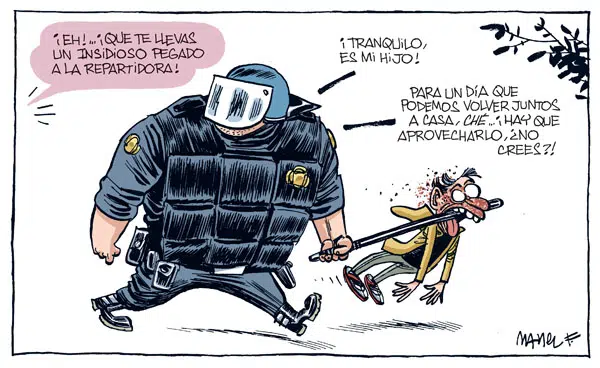 ¡EH!...¡QUE TE LLEVAS
UN INSIDIOSO PEGADO
A LA REPARTIDORA!
¡TRANQUILO,
ES MI HIJO!
PARA UN DÍA QUE
PODEMOS VOLVER JUNTOS
A CASA, CHÉ...¡HAY QUE
APROVECHARLO, ¿NO
CREES?!
MANEL F.